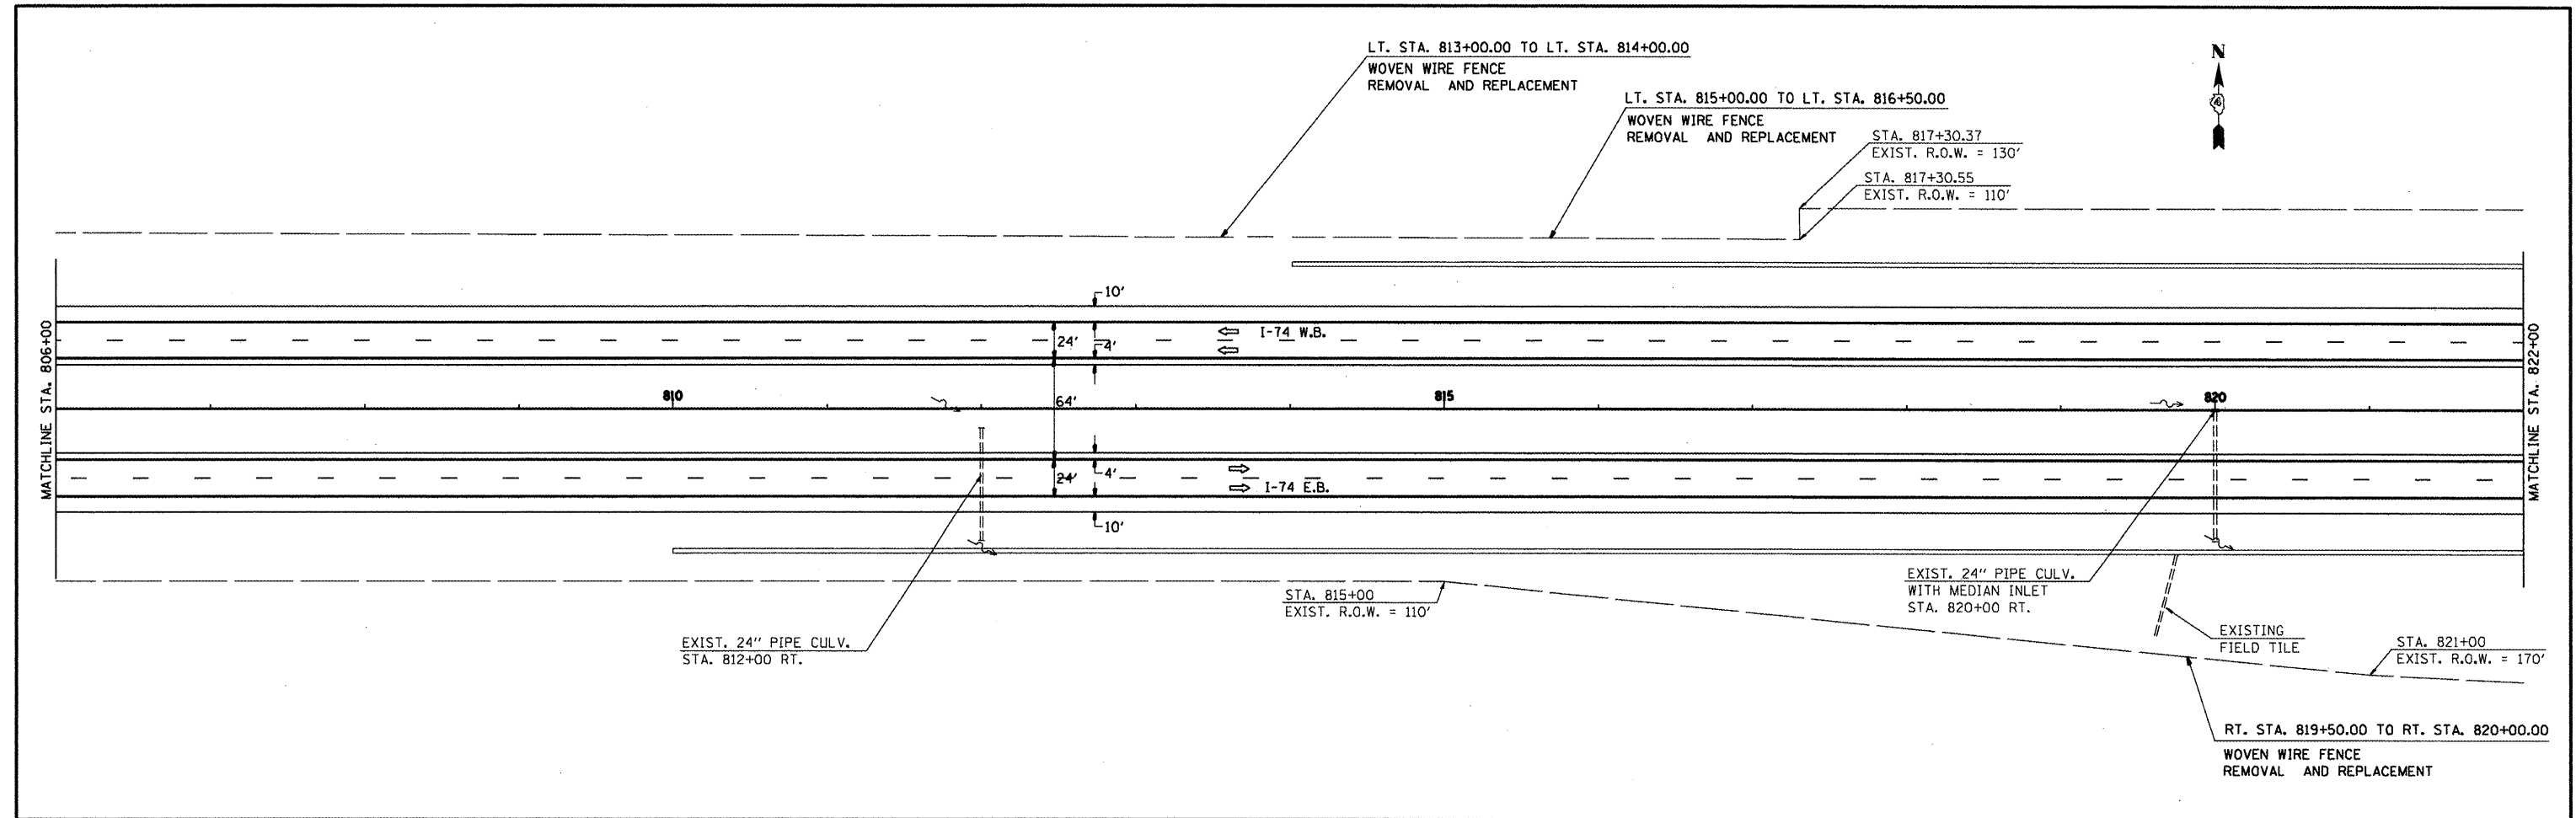 LT. STA. 813+00.00 TO LT. STA. 814+00.00
WOVEN WIRE FENCE
REMOVAL AND REPLACEMENT
LT. STA. 815+00.00 TO LT. STA. 816+50.00
WOVEN WIRE FENCE
REMOVAL AND REPLACEMENT
STA. 817+30.37
EXIST. R.O.W. = 130'
STA. 817+30.55
EXIST. R.O.W. = 110'
N
MATCHLINE STA. 806+00
10'
24'
4'
I-74 W.B.
810
64'
815
820
24'
4'
I-74 E.B.
10'
MATCHLINE STA. 822+00
EXIST. 24" PIPE CULV.
STA. 812+00 RT.
STA. 815+00
EXIST. R.O.W. = 110'
EXIST. 24" PIPE CULV.
WITH MEDIAN INLET
STA. 820+00 RT.
EXISTING
FIELD TILE
STA. 821+00
EXIST. R.O.W. = 170'
RT. STA. 819+50.00 TO RT. STA. 820+00.00
WOVEN WIRE FENCE
REMOVAL AND REPLACEMENT